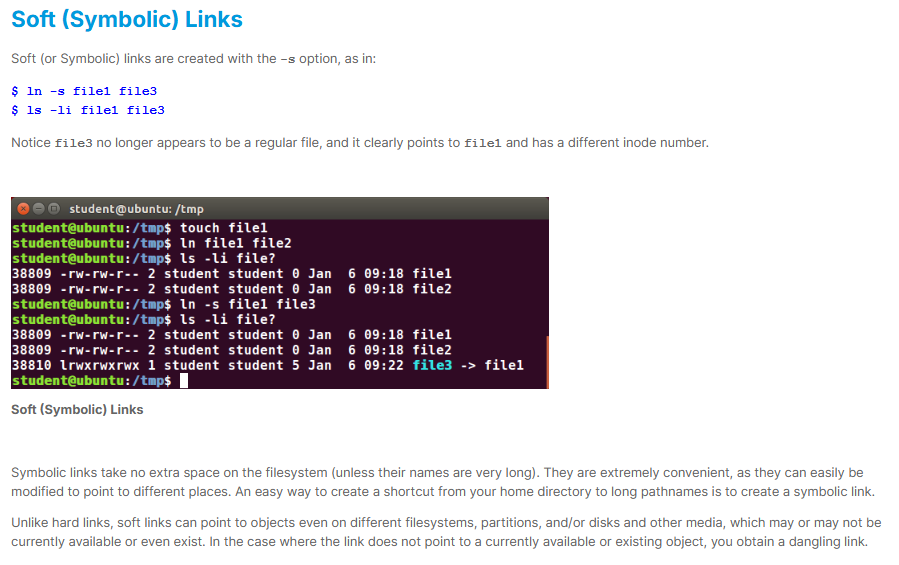 Soft (Symbolic) Links
Soft (or Symbolic) links are created with the -s option, as in:
$ ln -s file1 file3
$ ls -li file1 file3
Notice file3 no longer appears to be a regular file, and it clearly points to file1 and has a different inode number.
student@ubuntu: /tmp
student@ubuntu:/tmp$ touch file1
student@ubuntu:/tmp$ ln file1 file2
student@ubuntu:/tmp$ ls -li file?
38809 -rw-rw-r-- 2 student student 0 Jan  6 09:18 file1
38809 -rw-rw-r-- 2 student student 0 Jan  6 09:18 file2
student@ubuntu:/tmp$ ln -s file1 file3
student@ubuntu:/tmp$ ls -li file?
38809 -rw-rw-r-- 2 student student 0 Jan  6 09:18 file1
38809 -rw-rw-r-- 2 student student 0 Jan  6 09:18 file2
38810 lrwxrwxrwx 1 student student 5 Jan  6 09:22 file3 -> file1
student@ubuntu:/tmp$
Soft (Symbolic) Links
Symbolic links take no extra space on the filesystem (unless their names are very long). They are extremely convenient, as they can easily be
modified to point to different places. An easy way to create a shortcut from your home directory to long pathnames is to create a symbolic link.
Unlike hard links, soft links can point to objects even on different filesystems, partitions, and/or disks and other media, which may or may not be
currently available or even exist. In the case where the link does not point to a currently available or existing object, you obtain a dangling link.